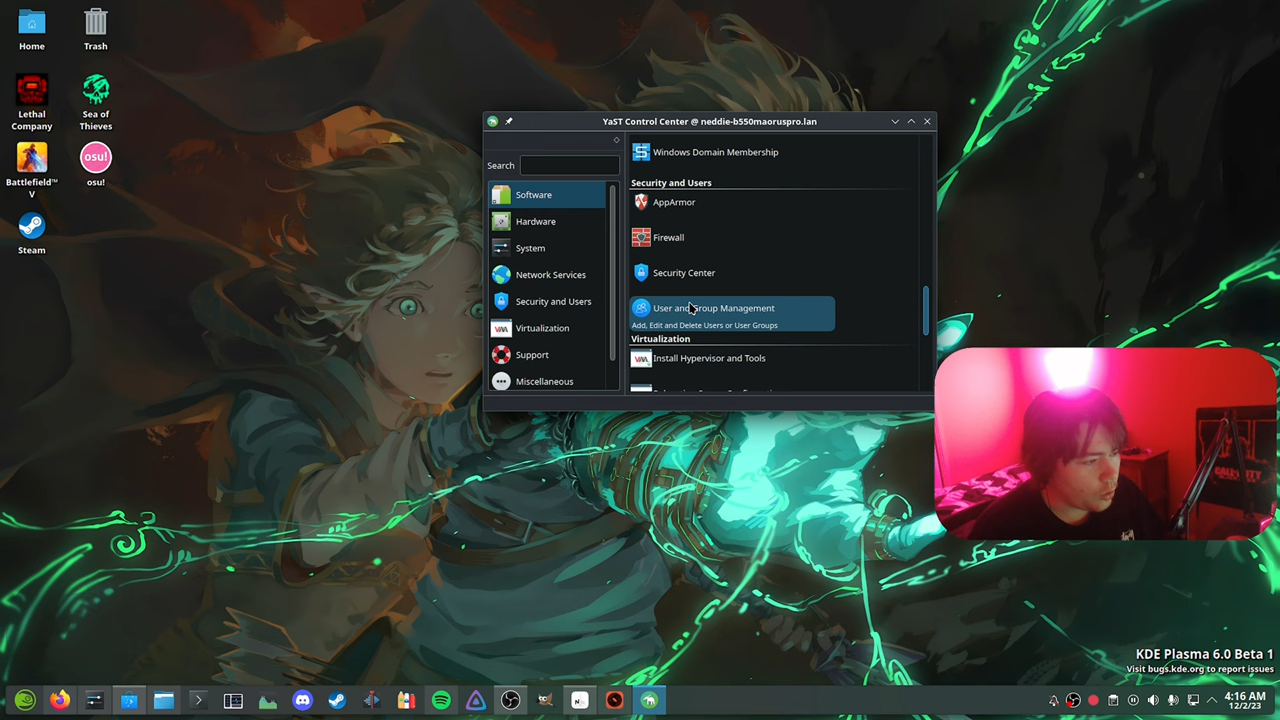 Home
Trash
Lethal
Company
Sea of
Thieves
Battlefield™
V
osu!
osu!
Steam
YaST Control Center @ neddie-b550maoruspro.lan
Search
Software
Hardware
System
Network Services
Security and Users
Virtualization
Support
Miscellaneous
Windows Domain Membership
Security and Users
AppArmor
Firewall
Security Center
User and Group Management
Add, Edit and Delete Users or User Groups
Virtualization
Install Hypervisor and Tools
KDE Plasma 6.0 Beta 1
Visit bugs.kde.org to report issues
4:16 AM
12/2/23